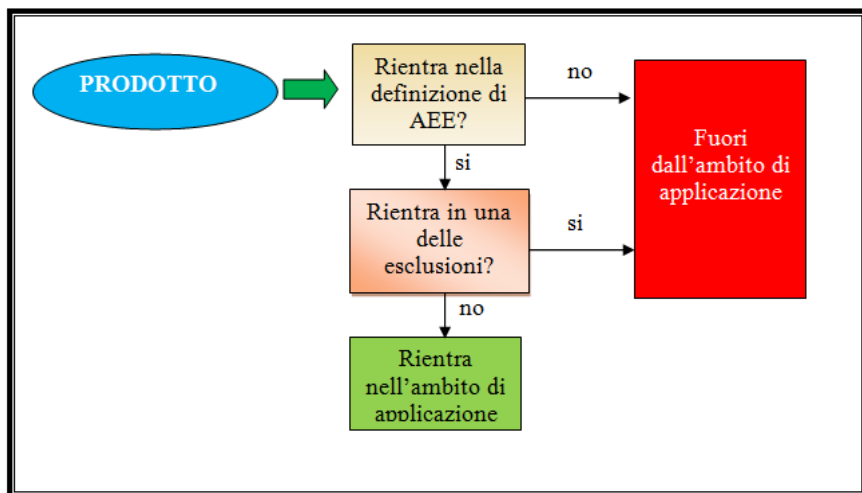 PRODOTTO
Rientra nella
definizione di
AEE?
no
si
Fuori
dall’ambito di
applicazione
Rientra in una
delle
esclusioni?
si
no
Rientra
nell’ambito di
applicazione